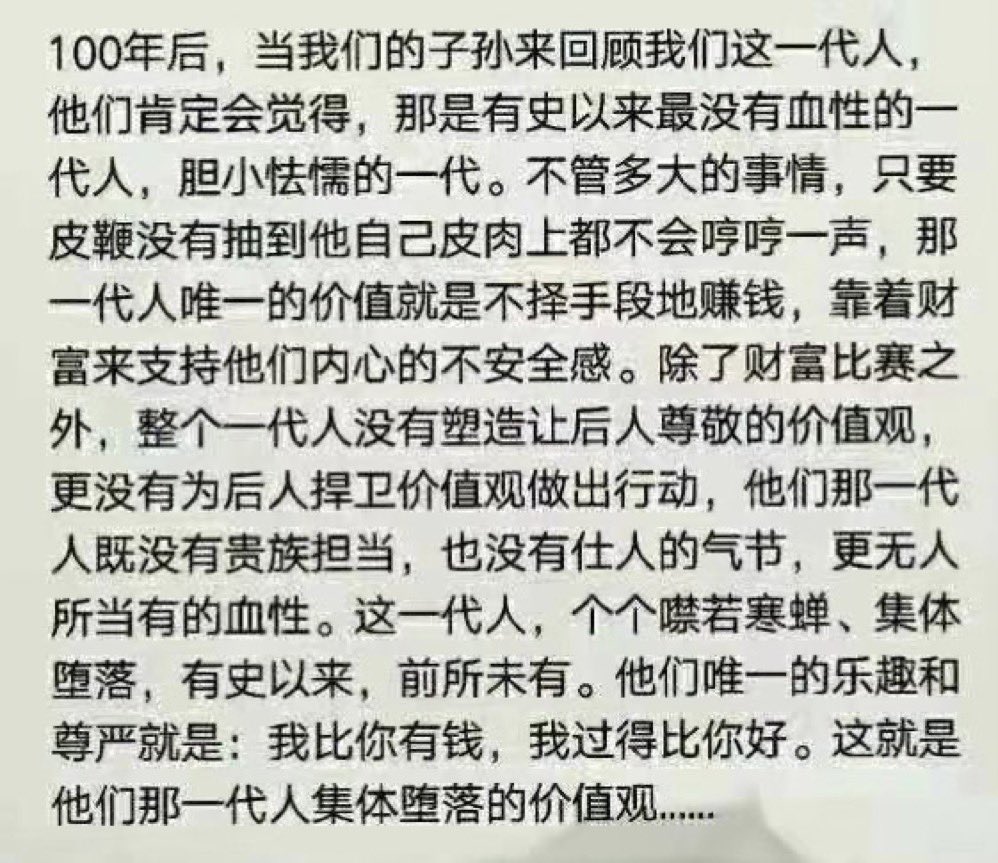 100年后，当我们的子孙来回顾我们这一代人，
他们肯定会觉得，那是有史以来最没有血性的一
代人，胆小怯懦的一代。不管多大的事情，只要
皮鞭没有抽到他自己皮肉上都不会哼哼一声，那
一代人唯一的价值就是不择手段地赚钱，靠着财
富来支持他们内心的不安全感。除了财富比赛之
外，整个一代人没有塑造让后人尊敬的价值观，
更没有为后人捍卫价值观做出行动，他们那一代
人既没有贵族担当，也没有仕人的气节，更无人
所当有的血性。这一代人，个个噤若寒蝉、集体
堕落，有史以来，前所未有。他们唯一的乐趣和
尊严就是：我比你有钱，我过得比你好。这就是
他们那一代人集体堕落的价值观......